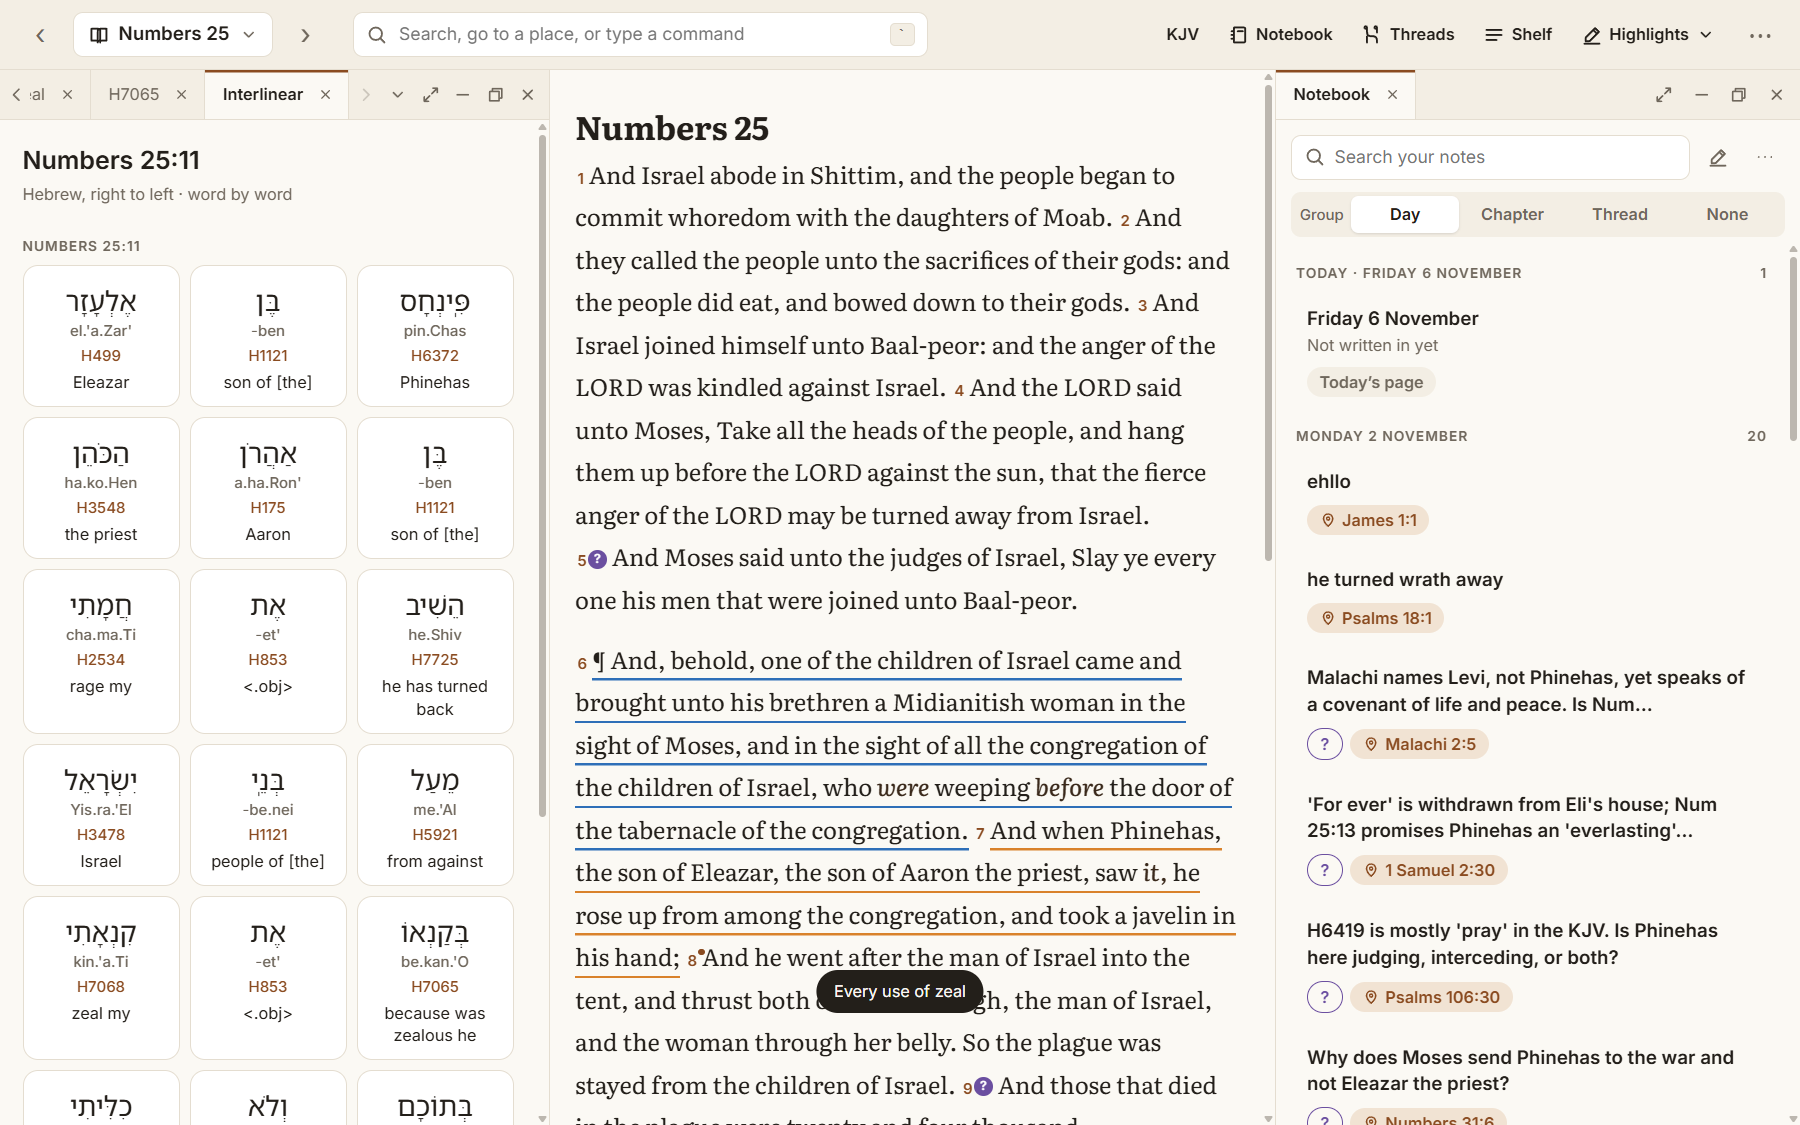 Numbers 25
Search, go to a place, or type a command
`
KJV
Notebook
Threads
Shelf
Highlights
eal
H7065
Interlinear
Numbers 25:11
Hebrew, right to left · word by word
NUMBERS 25:11
אֶלְעָזָר
el.'a.Zar'
H499
Eleazar
בֶּן
-ben
H1121
son of [the]
פִּינְחָס
pin.Chas
H6372
Phinehas
הַכֹּהֵן
ha.ko.Hen
H3548
the priest
אַהֲרֹן
a.ha.Ron'
H175
Aaron
בֶּן
-ben
H1121
son of [the]
חֲמָתִי
cha.ma.Ti
H2534
rage my
אֶת
-et'
H853
<.obj>
הֵשִׁיב
he.Shiv
H7725
he has turned
back
יִשְׂרָאֵל
Yis.ra.'El
H3478
Israel
בְּנֵי
-be.nei
H1121
people of [the]
מֵעַל
me.'Al
H5921
from against
קִנְאָתִי
kin.'a.Ti
H7068
zeal my
אֶת
-et'
H853
<.obj>
בְּקַנְאוֹ
be.kan.'O
H7065
because was
zealous he
כִלִּיתִי
וְלֹא
בְּתוֹכָם
Numbers 25
1 And Israel abode in Shittim, and the people began to
commit whoredom with the daughters of Moab. 2 And
they called the people unto the sacrifices of their gods: and
the people did eat, and bowed down to their gods. 3 And
Israel joined himself unto Baal-peor: and the anger of the
LORD was kindled against Israel. 4 And the LORD said
unto Moses, Take all the heads of the people, and hang
them up before the LORD against the sun, that the fierce
anger of the LORD may be turned away from Israel.
5 ? And Moses said unto the judges of Israel, Slay ye every
one his men that were joined unto Baal-peor.
6 ¶ And, behold, one of the children of Israel came and
brought unto his brethren a Midianitish woman in the
sight of Moses, and in the sight of all the congregation of
the children of Israel, who were weeping before the door of
the tabernacle of the congregation. 7 And when Phinehas,
the son of Eleazar, the son of Aaron the priest, saw it, he
rose up from among the congregation, and took a javelin in
his hand; 8 And he went after the man of Israel into the
tent, and thrust both gh, the man of Israel,
Every use of zeal
and the woman through her belly. So the plague was
stayed from the children of Israel. 9 ? And those that died
in the plague were twenty and four thousand.
Notebook
Search your notes
Group
Day
Chapter
Thread
None
TODAY · FRIDAY 6 NOVEMBER
1
Friday 6 November
Not written in yet
Today's page
MONDAY 2 NOVEMBER
20
ehllo
James 1:1
he turned wrath away
Psalms 18:1
Malachi names Levi, not Phinehas, yet speaks of
a covenant of life and peace. Is Num...
?
Malachi 2:5
'For ever' is withdrawn from Eli's house; Num
25:13 promises Phinehas an 'everlasting'...
?
1 Samuel 2:30
H6419 is mostly 'pray' in the KJV. Is Phinehas
here judging, interceding, or both?
?
Psalms 106:30
Why does Moses send Phinehas to the war and
not Eleazar the priest?
?
Numbers 31:6